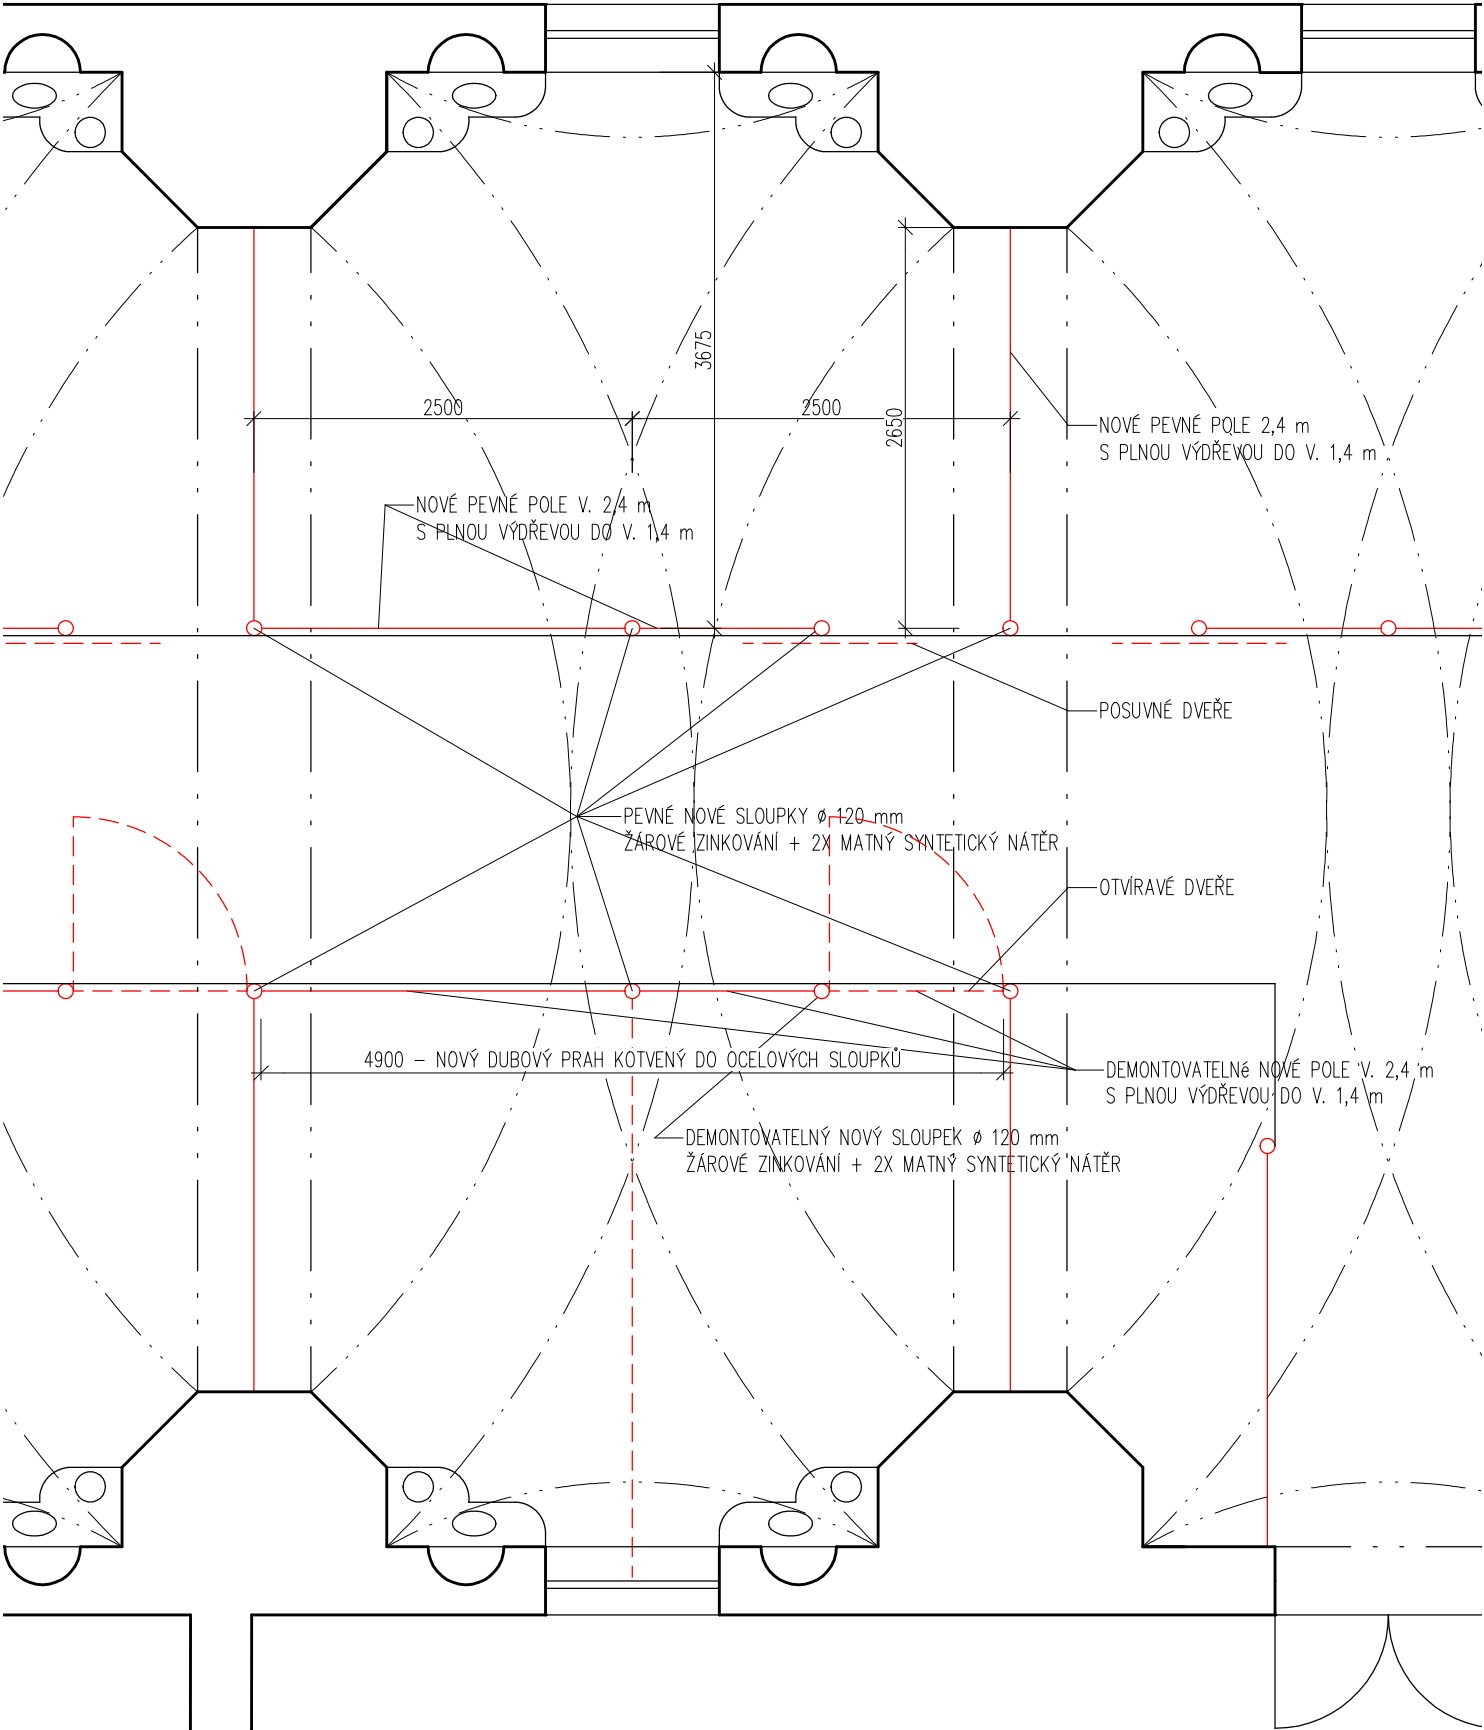 3675
2500
2500
2650
NOVÉ PEVNÉ POLE 2,4 m
S PLNOU VÝDŘEVOU DO V. 1,4 m
NOVÉ PEVNÉ POLE V. 2,4 m
S PLNOU VÝDŘEVOU DO V. 1,4 m
POSUVNÉ DVEŘE
PEVNÉ NOVÉ SLOUPKY Ø 120 mm
ŽÁROVÉ ZINKOVÁNÍ + 2X MATNÝ SYNTETICKÝ NÁTĚR
OTVÍRAVÉ DVEŘE
4900 – NOVÝ DUBOVÝ PRAH KOTVENÝ DO OCELOVÝCH SLOUPKŮ
DEMONTOVATELNé NOVÉ POLE V. 2,4 m
S PLNOU VÝDŘEVOU DO V. 1,4 m
DEMONTOVATELNÝ NOVÝ SLOUPEK Ø 120 mm
ŽÁROVÉ ZINKOVÁNÍ + 2X MATNÝ SYNTETICKÝ NÁTĚR